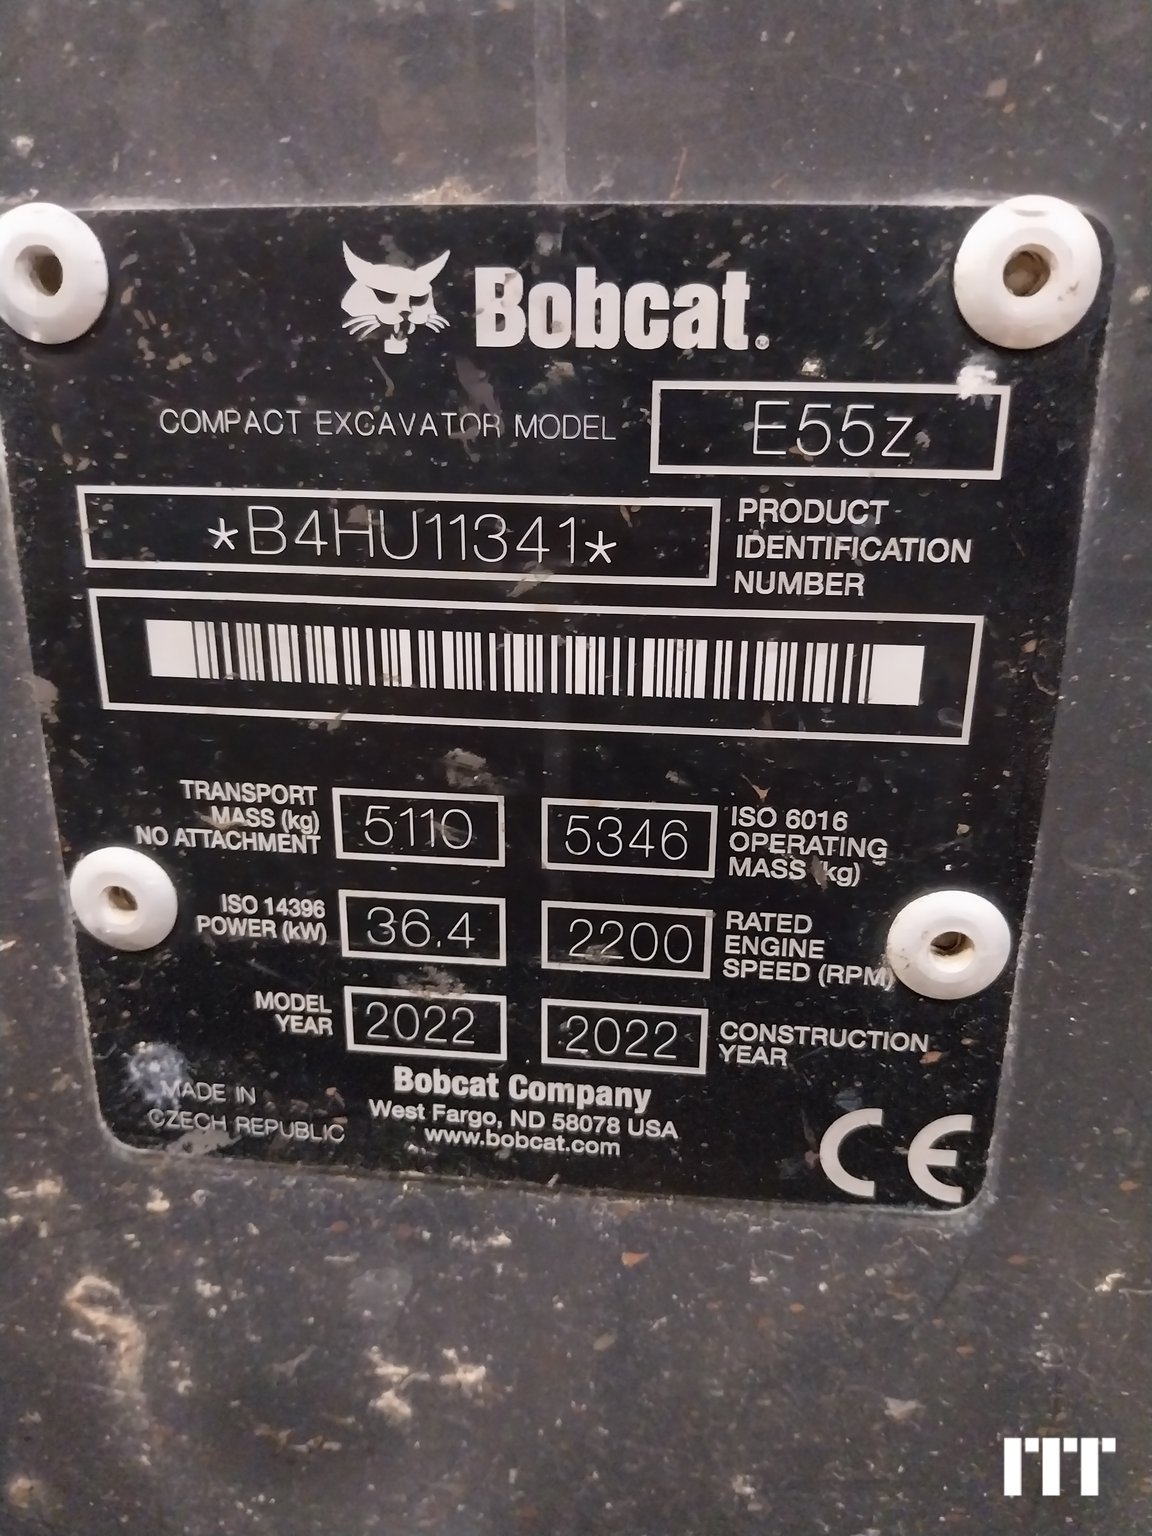 Bobcat®
COMPACT EXCAVATOR MODEL E55z
*B4HU11341*
PRODUCT
IDENTIFICATION
NUMBER
TRANSPORT
MASS (kg)
NO ATTACHMENT
5110
5346
ISO 6016
OPERATING
MASS (kg)
ISO 14396
POWER (kW)
36.4
2200
RATED
ENGINE
SPEED (RPM)
MODEL
YEAR
2022
2022
CONSTRUCTION
YEAR
MADE IN
CZECH REPUBLIC
Bobcat Company
West Fargo, ND 58078 USA
www.bobcat.com
CE